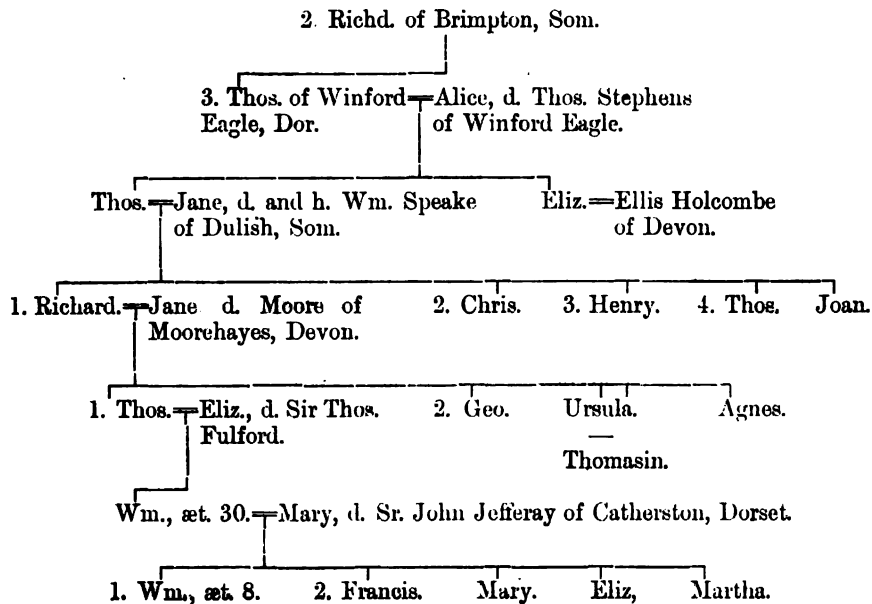 2. Richd. of Brimpton, Som.
3. Thos. of Winford Eagle, Dor. = Alice, d. Thos. Stephens of Winford Eagle.
Thos. = Jane, d. and h. Wm. Speake of Dulish, Som.
Eliz. = Ellis Holcombe of Devon.
1. Richard. = Jane d. Moore of Moorehayes, Devon.
2. Chris.
3. Henry.
4. Thos.
Joan.
1. Thos. = Eliz., d. Sir Thos. Fulford.
2. Geo.
Ursula.
Thomasin.
Agnes.
Wm., æt. 30. = Mary, d. Sr. John Jefferay of Catherston, Dorset.
1. Wm., æt. 8.
2. Francis.
Mary.
Eliz,
Martha.